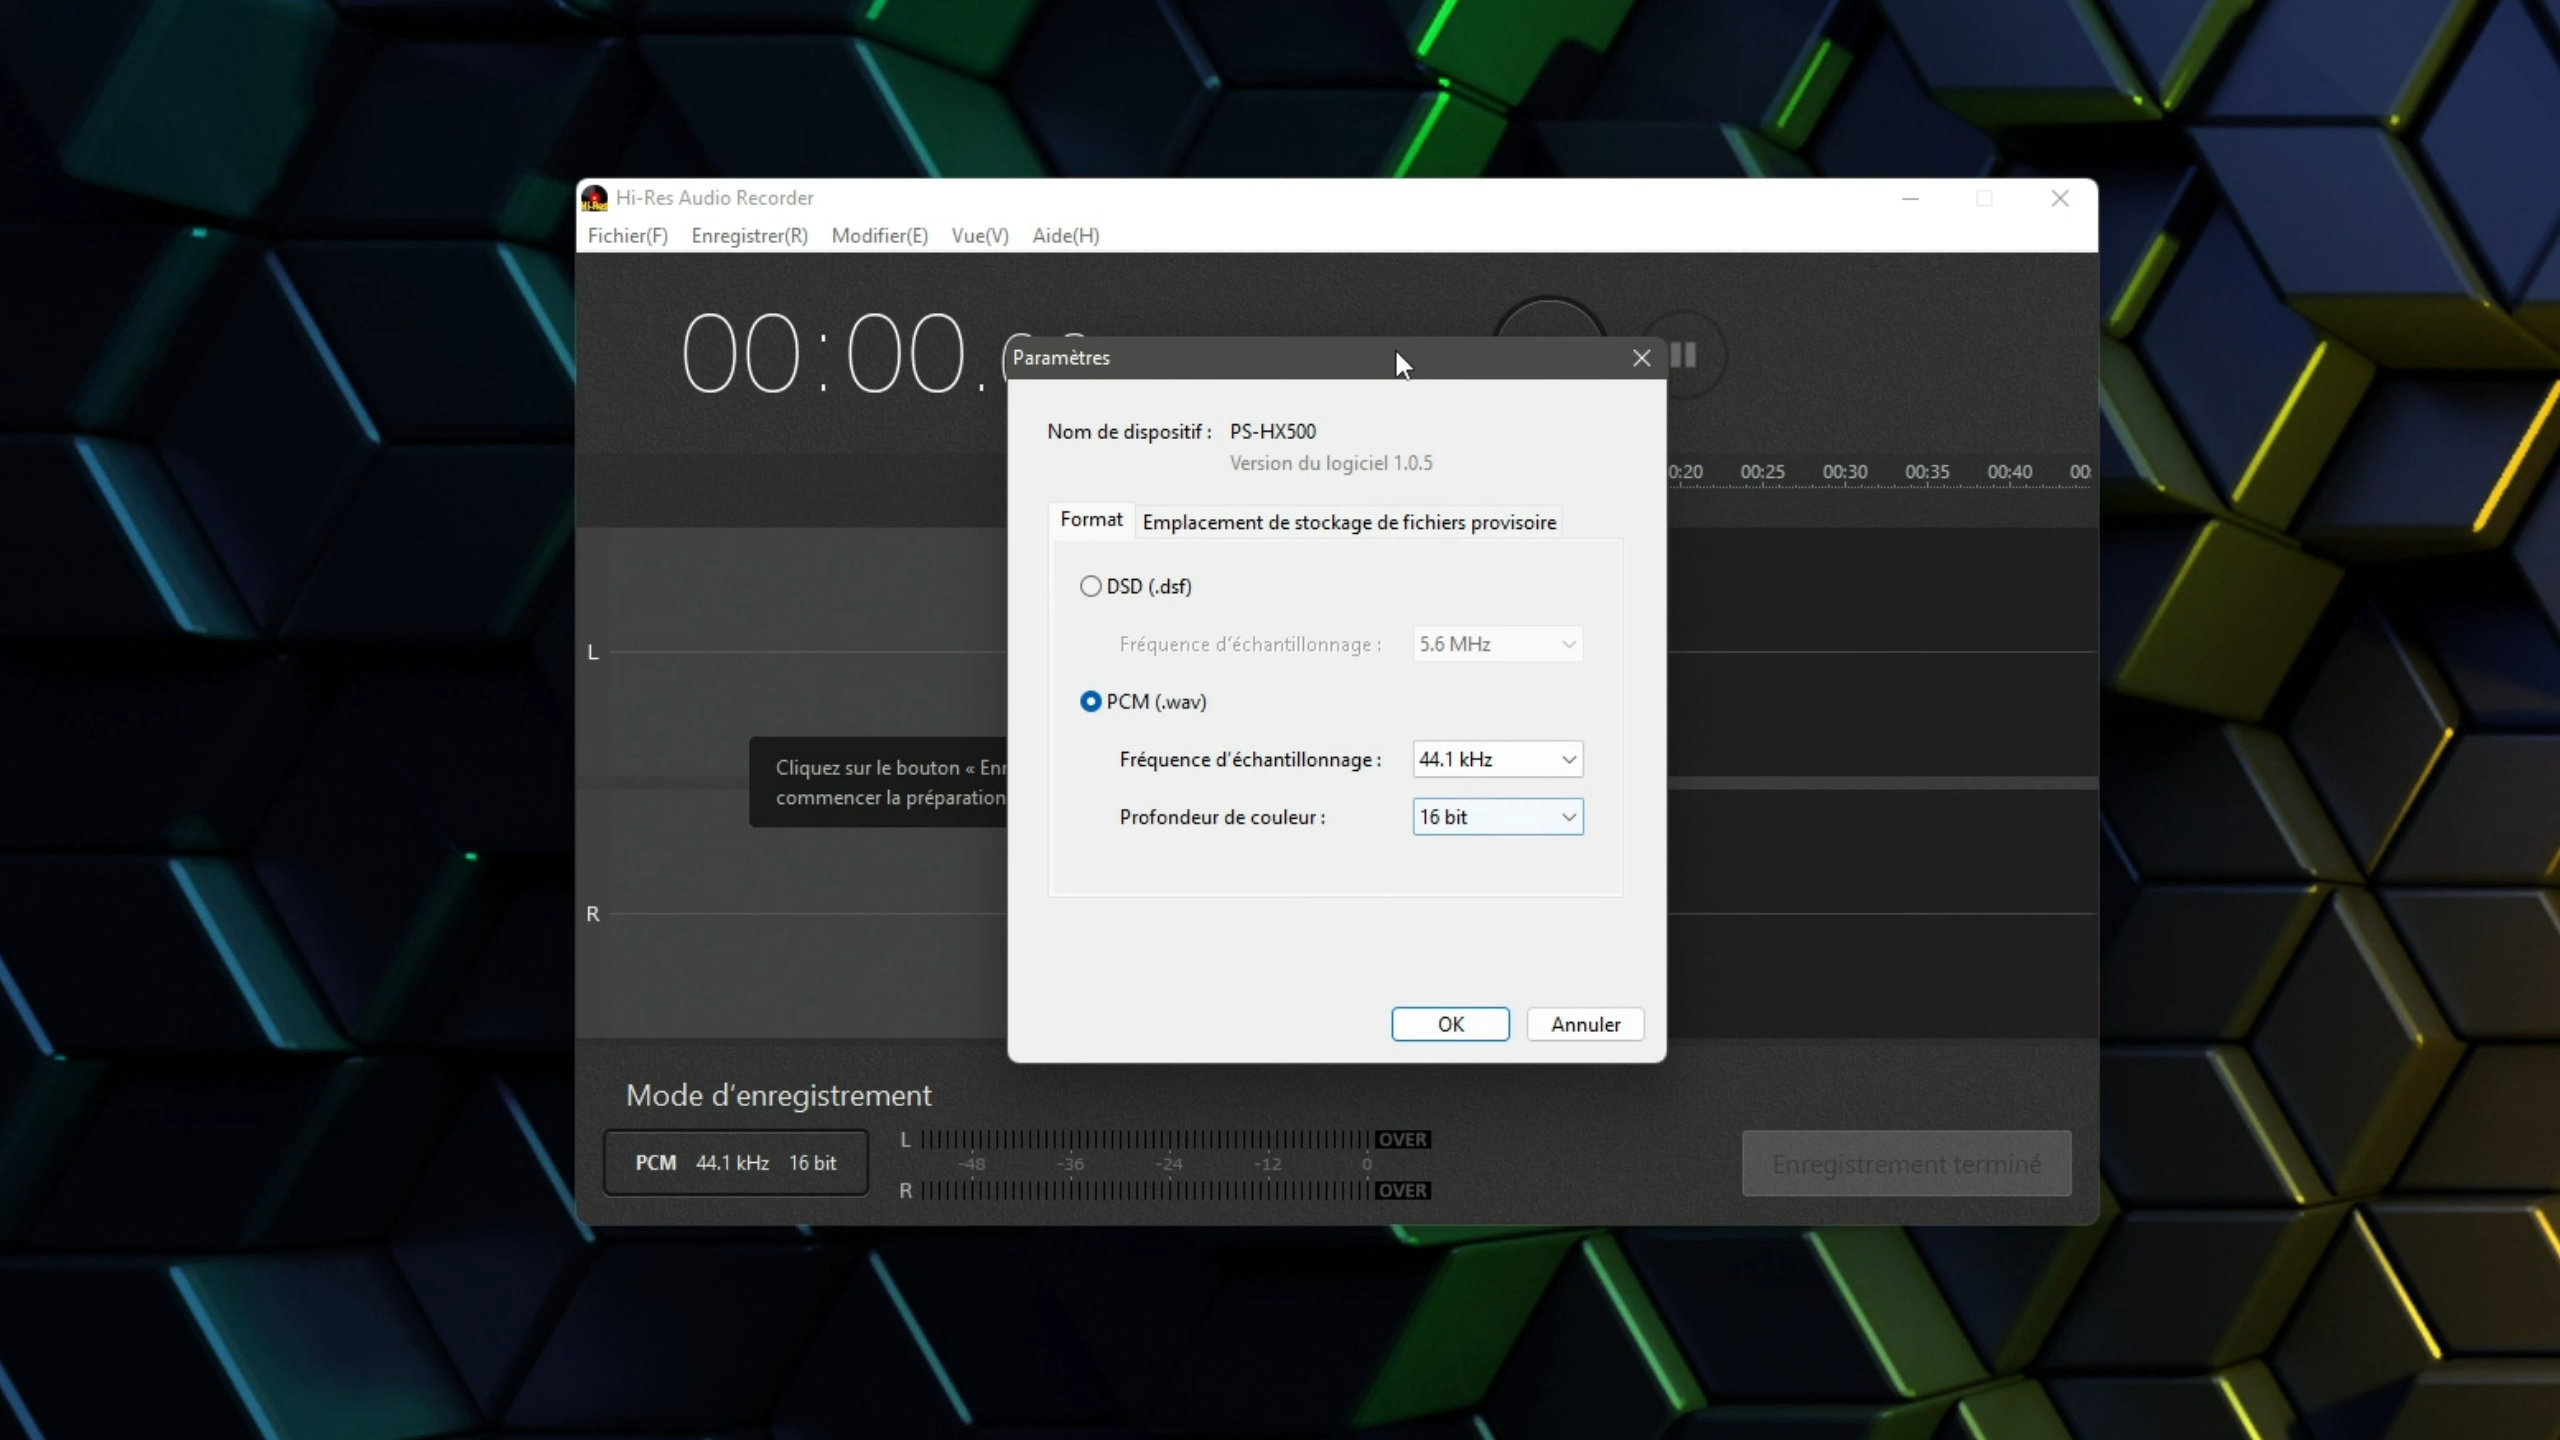 Hi-Res Audio Recorder
Fichier(F) Enregistrer(R) Modifier(E) Vue(V) Aide(H)
00:00.
Paramètres
Nom de dispositif : PS-HX500
Version du logiciel 1.0.5
0:20 00:25 00:30 00:35 00:40 00:
Format Emplacement de stockage de fichiers provisoire
DSD (.dsf)
Fréquence d'échantillonnage : 5.6 MHz
L
PCM (.wav)
Fréquence d'échantillonnage : 44.1 kHz
Cliquez sur le bouton « Enr
commencer la préparation
Profondeur de couleur : 16 bit
R
OK Annuler
Mode d'enregistrement
PCM 44.1 kHz 16 bit
L OVER
-48 -36 -24 -12 0
R OVER
Enregistrement terminé